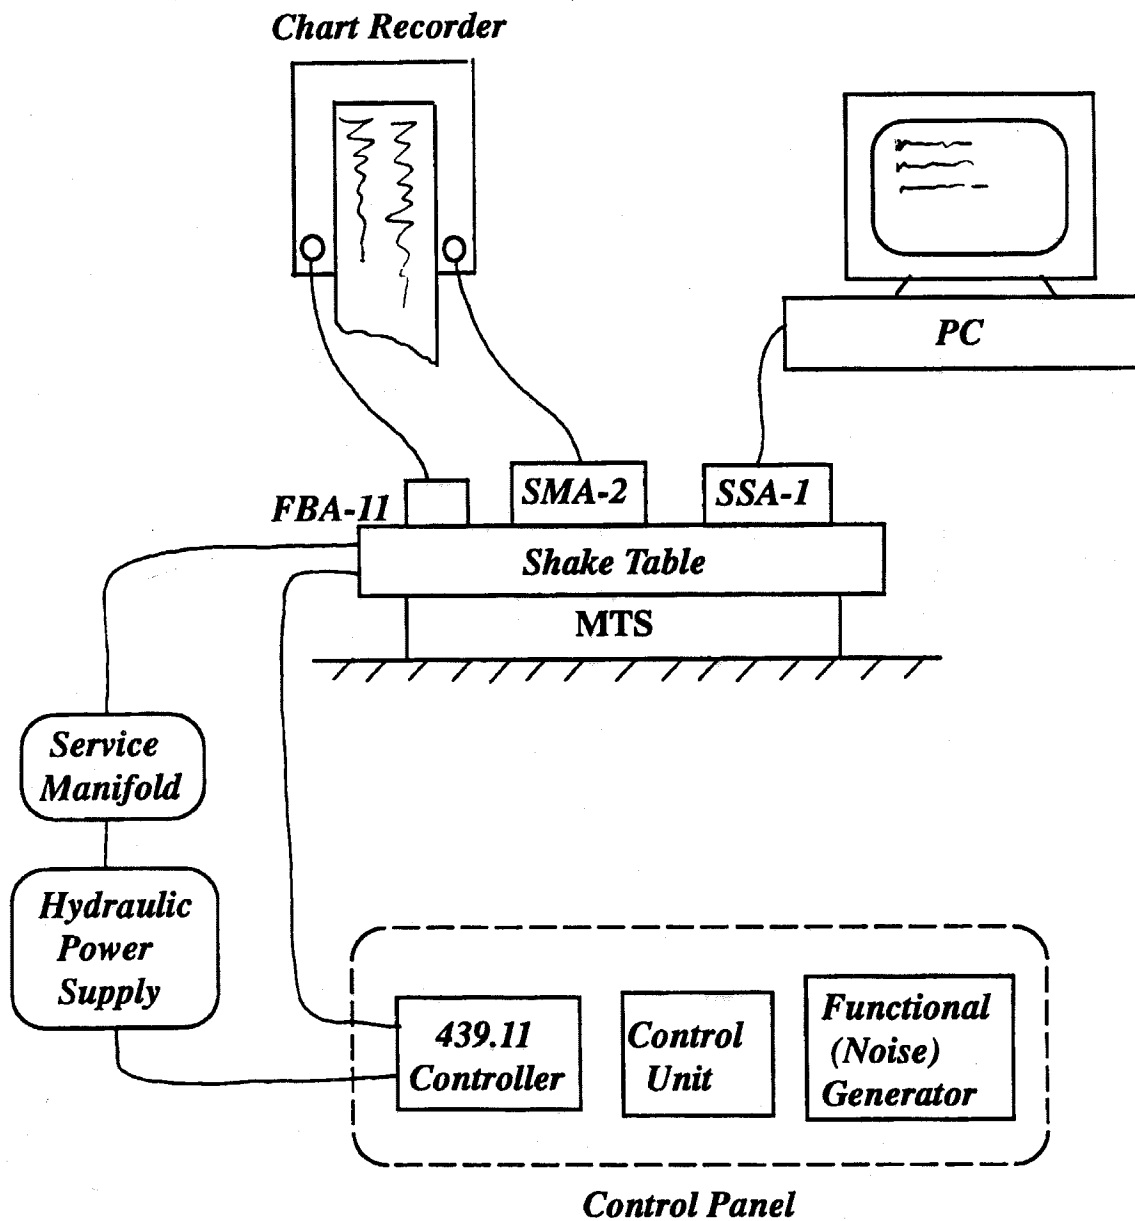 Chart Recorder
PC
FBA-11
SMA-2
SSA-1
Shake Table
MTS
Service
Manifold
Hydraulic
Power
Supply
439.11
Controller
Control
Unit
Functional
(Noise)
Generator
Control Panel